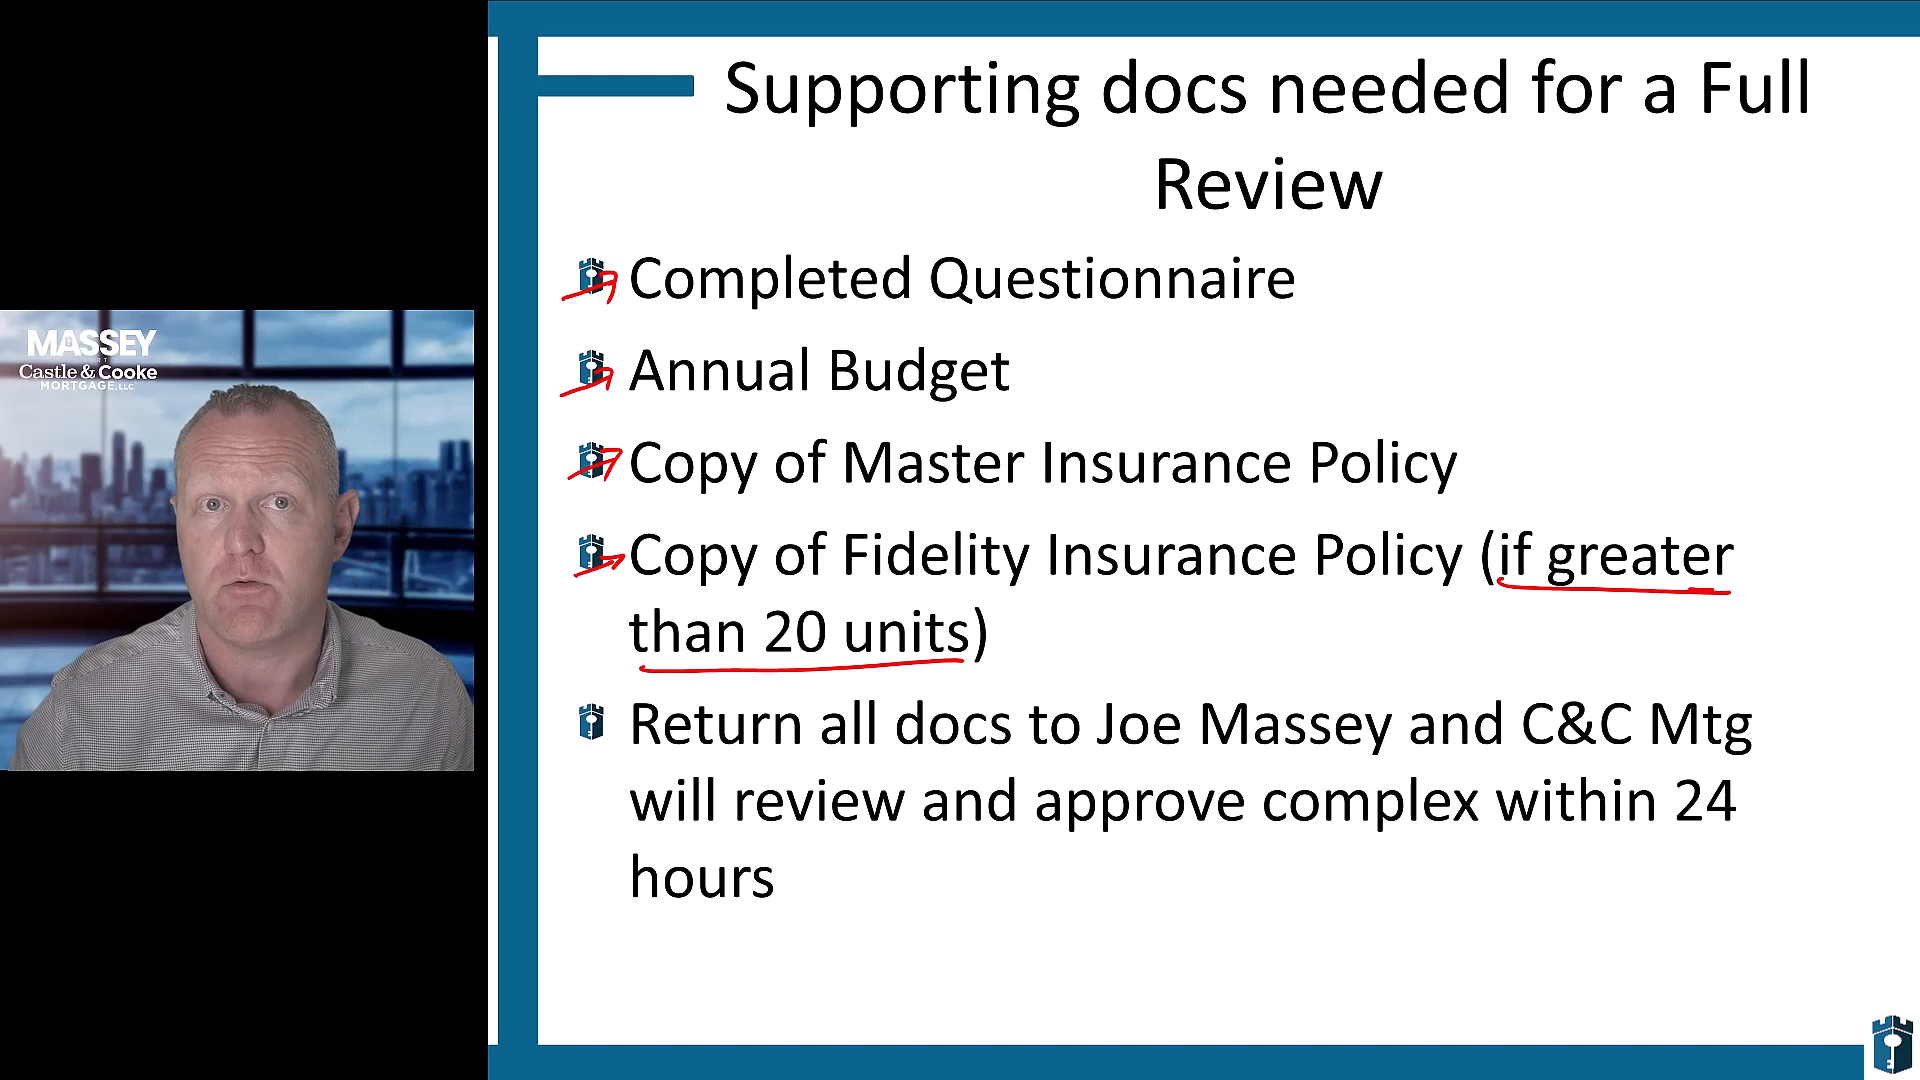 MASSEY
Castle & Cooke
MORTGAGE, LLC
Supporting docs needed for a Full
Review
Completed Questionnaire
Annual Budget
Copy of Master Insurance Policy
Copy of Fidelity Insurance Policy (if greater
than 20 units)
Return all docs to Joe Massey and C&C Mtg
will review and approve complex within 24
hours